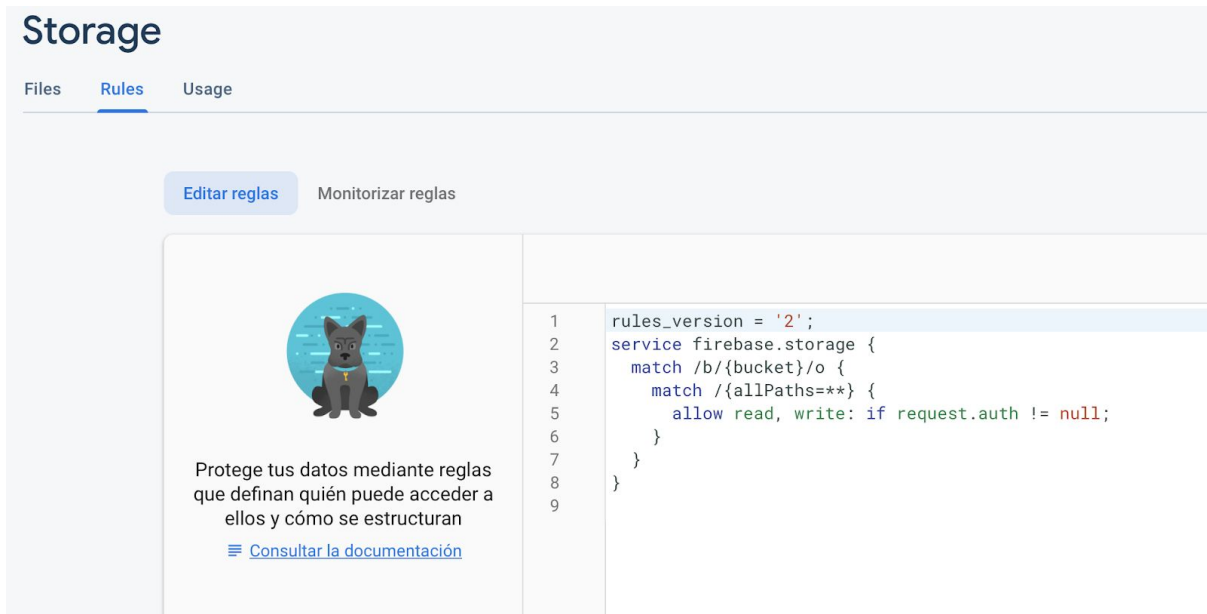 Storage
Files Rules Usage
Editar reglas Monitorizar reglas
Protege tus datos mediante reglas
que definan quién puede acceder a
ellos y cómo se estructuran
Consultar la documentación
1 rules_version = '2';
2 service firebase.storage {
3   match /b/{bucket}/o {
4     match /{allPaths=**} {
5       allow read, write: if request.auth != null;
6     }
7   }
8 }
9